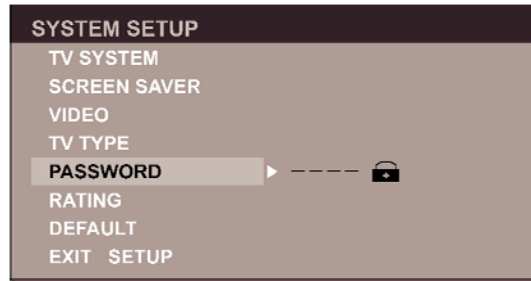 SYSTEM SETUP
TV SYSTEM
SCREEN SAVER
VIDEO
TV TYPE
PASSWORD ----
RATING
DEFAULT
EXIT SETUP